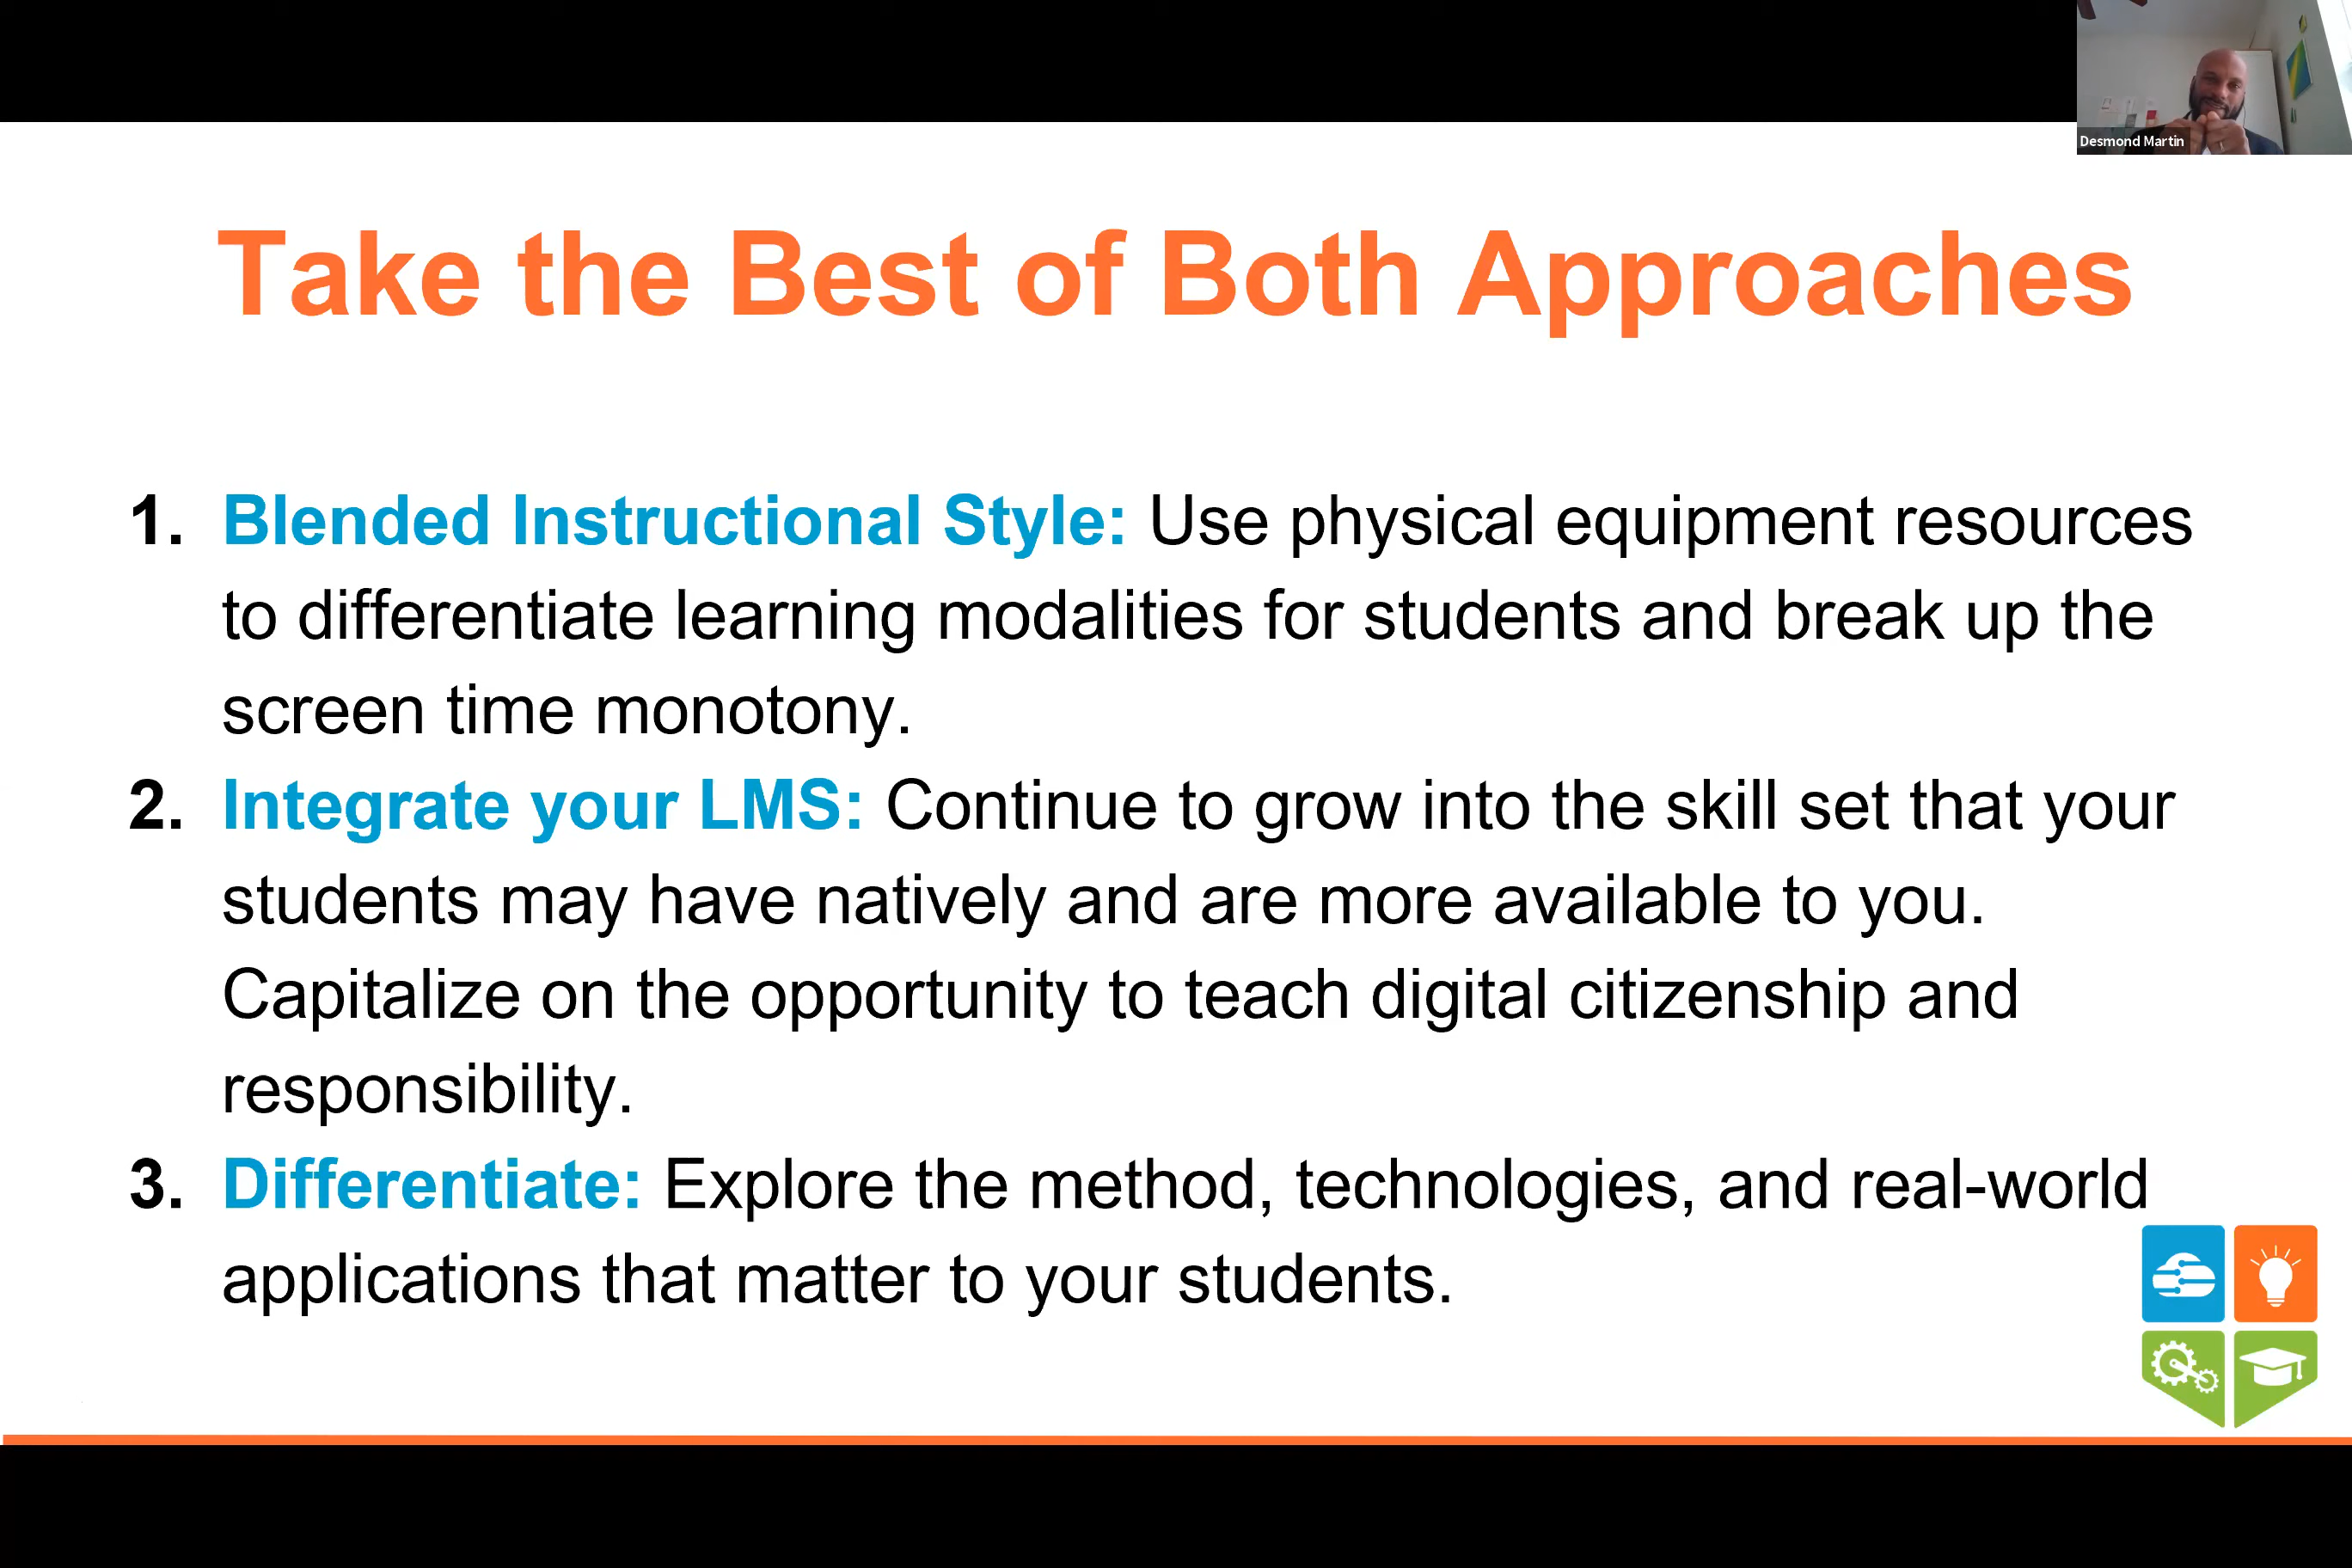 Desmond Martin
Take the Best of Both Approaches
1. Blended Instructional Style: Use physical equipment resources
to differentiate learning modalities for students and break up the
screen time monotony.
2. Integrate your LMS: Continue to grow into the skill set that your
students may have natively and are more available to you.
Capitalize on the opportunity to teach digital citizenship and
responsibility.
3. Differentiate: Explore the method, technologies, and real-world
applications that matter to your students.